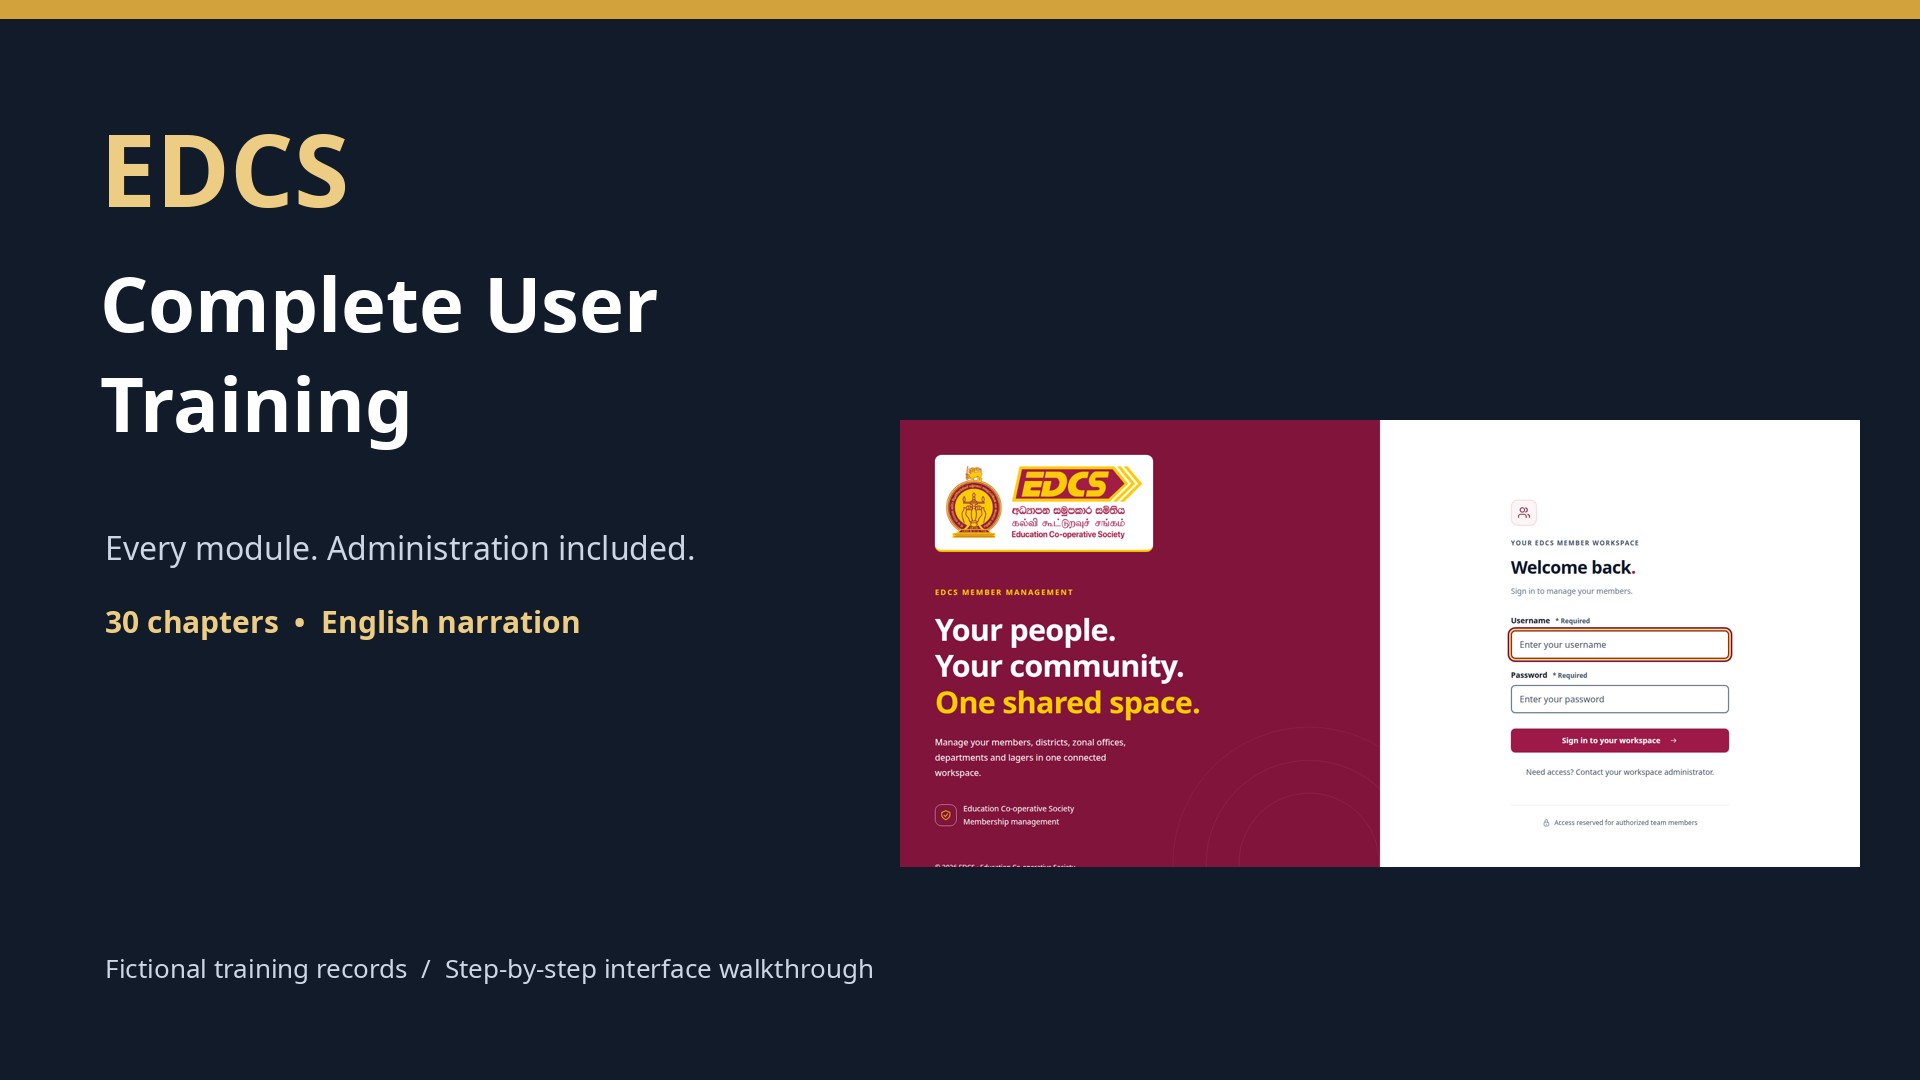 EDCS
Complete User
Training
Every module. Administration included.
30 chapters • English narration
Fictional training records / Step-by-step interface walkthrough
EDCS
අධ්‍යාපන සමුපකාර සමිතිය
கல்வி கூட்டுறவுச் சங்கம்
Education Co-operative Society
EDCS MEMBER MANAGEMENT
Your people.
Your community.
One shared space.
Manage your members, districts, zonal offices,
departments and lagers in one connected
workspace.
Education Co-operative Society
Membership management
YOUR EDCS MEMBER WORKSPACE
Welcome back.
Sign in to manage your members.
Username * Required
Enter your username
Password * Required
Enter your password
Sign in to your workspace →
Need access? Contact your workspace administrator.
Access reserved for authorized team members